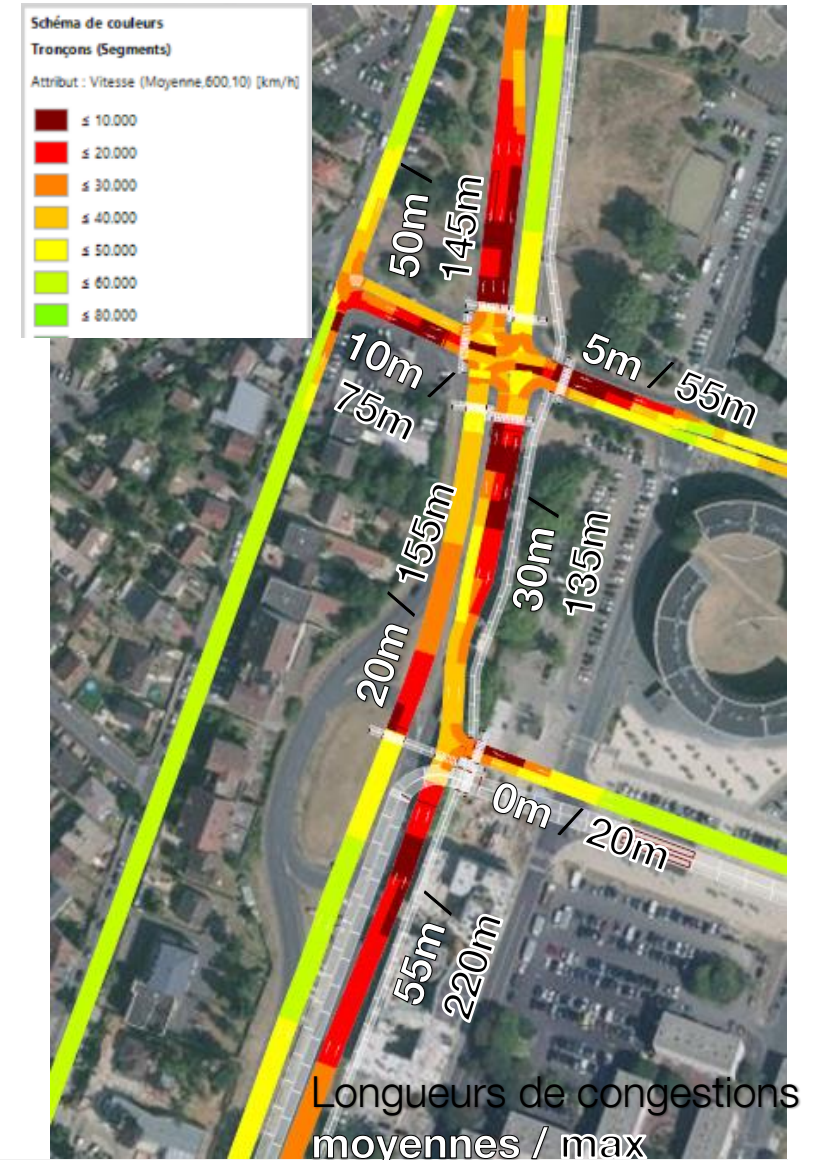 Schéma de couleurs
Tronçons (Segments)
Attribut : Vitesse (Moyenne,600,10) [km/h]
≤ 10.000
≤ 20.000
≤ 30.000
≤ 40.000
≤ 50.000
≤ 60.000
≤ 80.000
50m /
145m
10m /
75m
5m / 55m
20m / 155m
30m /
135m
0m / 20m
55m /
220m
Longueurs de congestions
moyennes / max